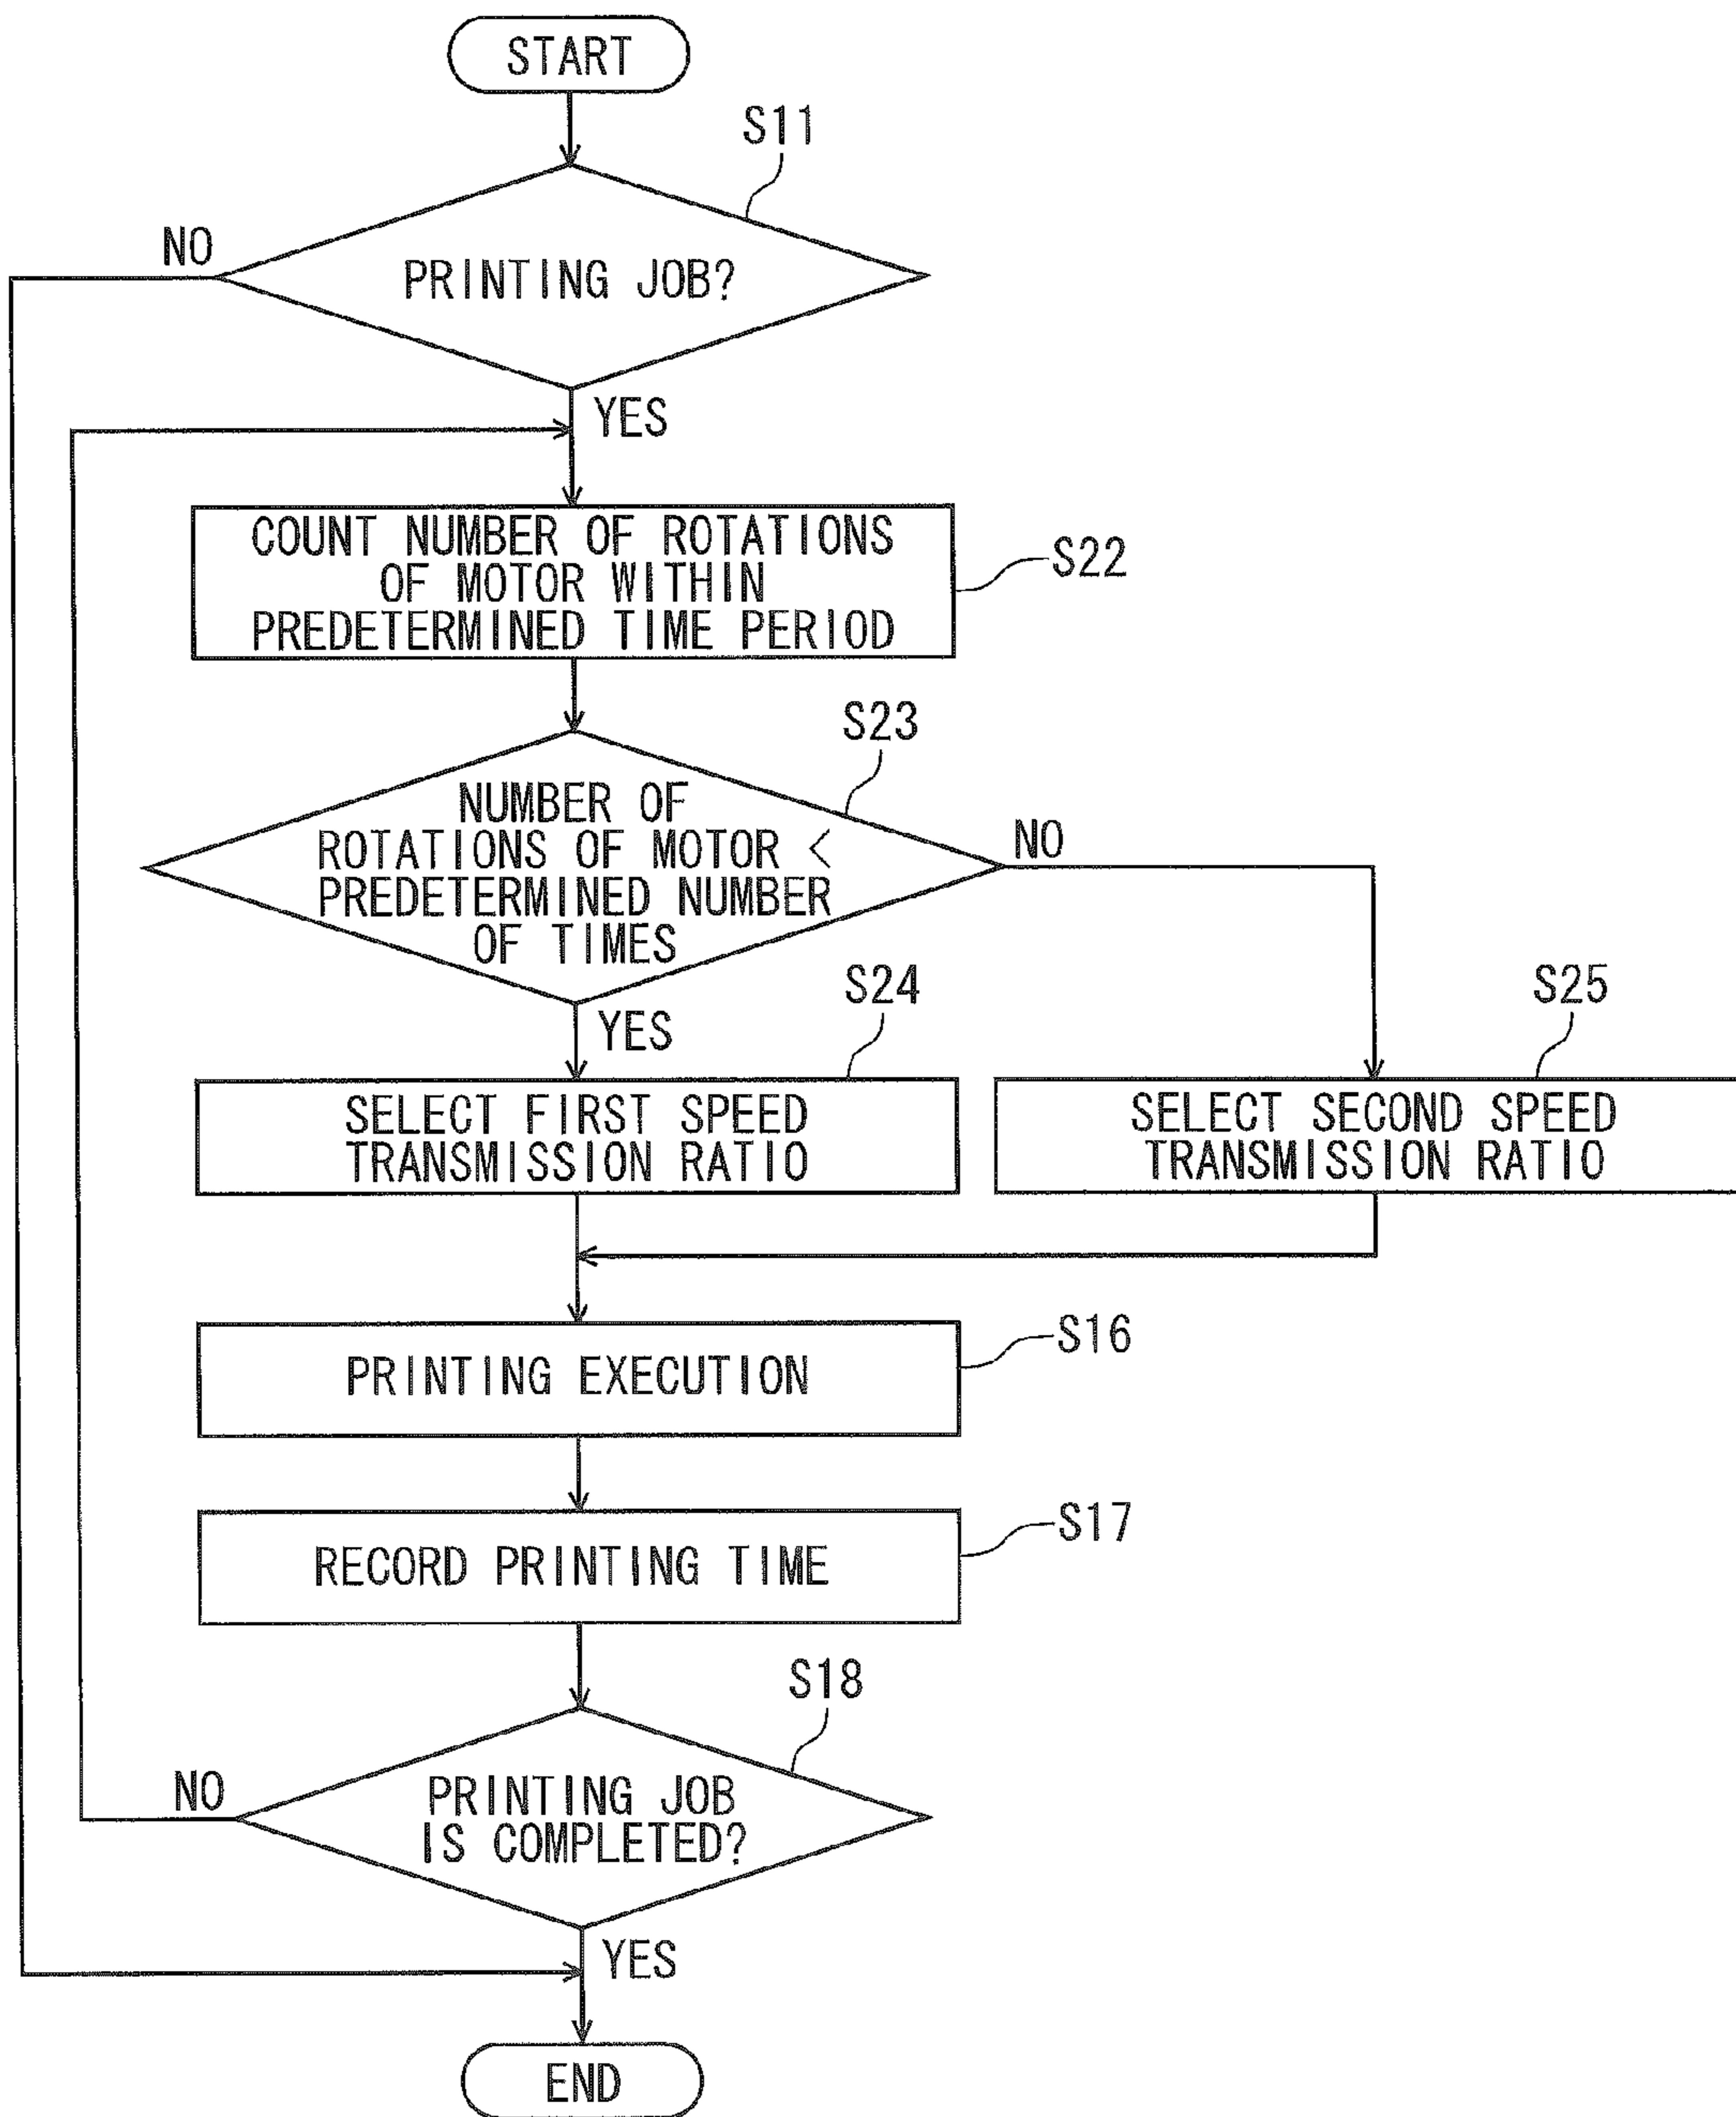 START
S11
NO
PRINTING JOB?
YES
COUNT NUMBER OF ROTATIONS
OF MOTOR WITHIN
PREDETERMINED TIME PERIOD
S22
S23
NUMBER OF
ROTATIONS OF MOTOR <
PREDETERMINED NUMBER
OF TIMES
NO
YES
S24
S25
SELECT FIRST SPEED
TRANSMISSION RATIO
SELECT SECOND SPEED
TRANSMISSION RATIO
S16
PRINTING EXECUTION
S17
RECORD PRINTING TIME
S18
NO
PRINTING JOB
IS COMPLETED?
YES
END